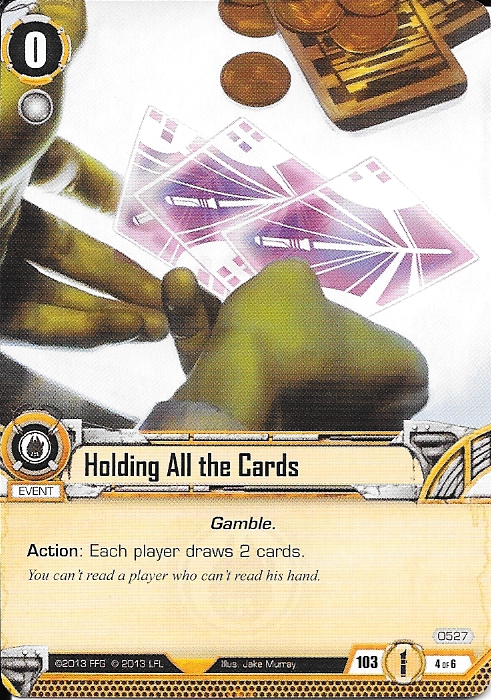 0
Holding All the Cards
EVENT
Gamble.
Action: Each player draws 2 cards.
You can't read a player who can't read his hand.
0527
©2013 FFG © 2013 LFL Illus. Jake Murray 103 4 OF 6